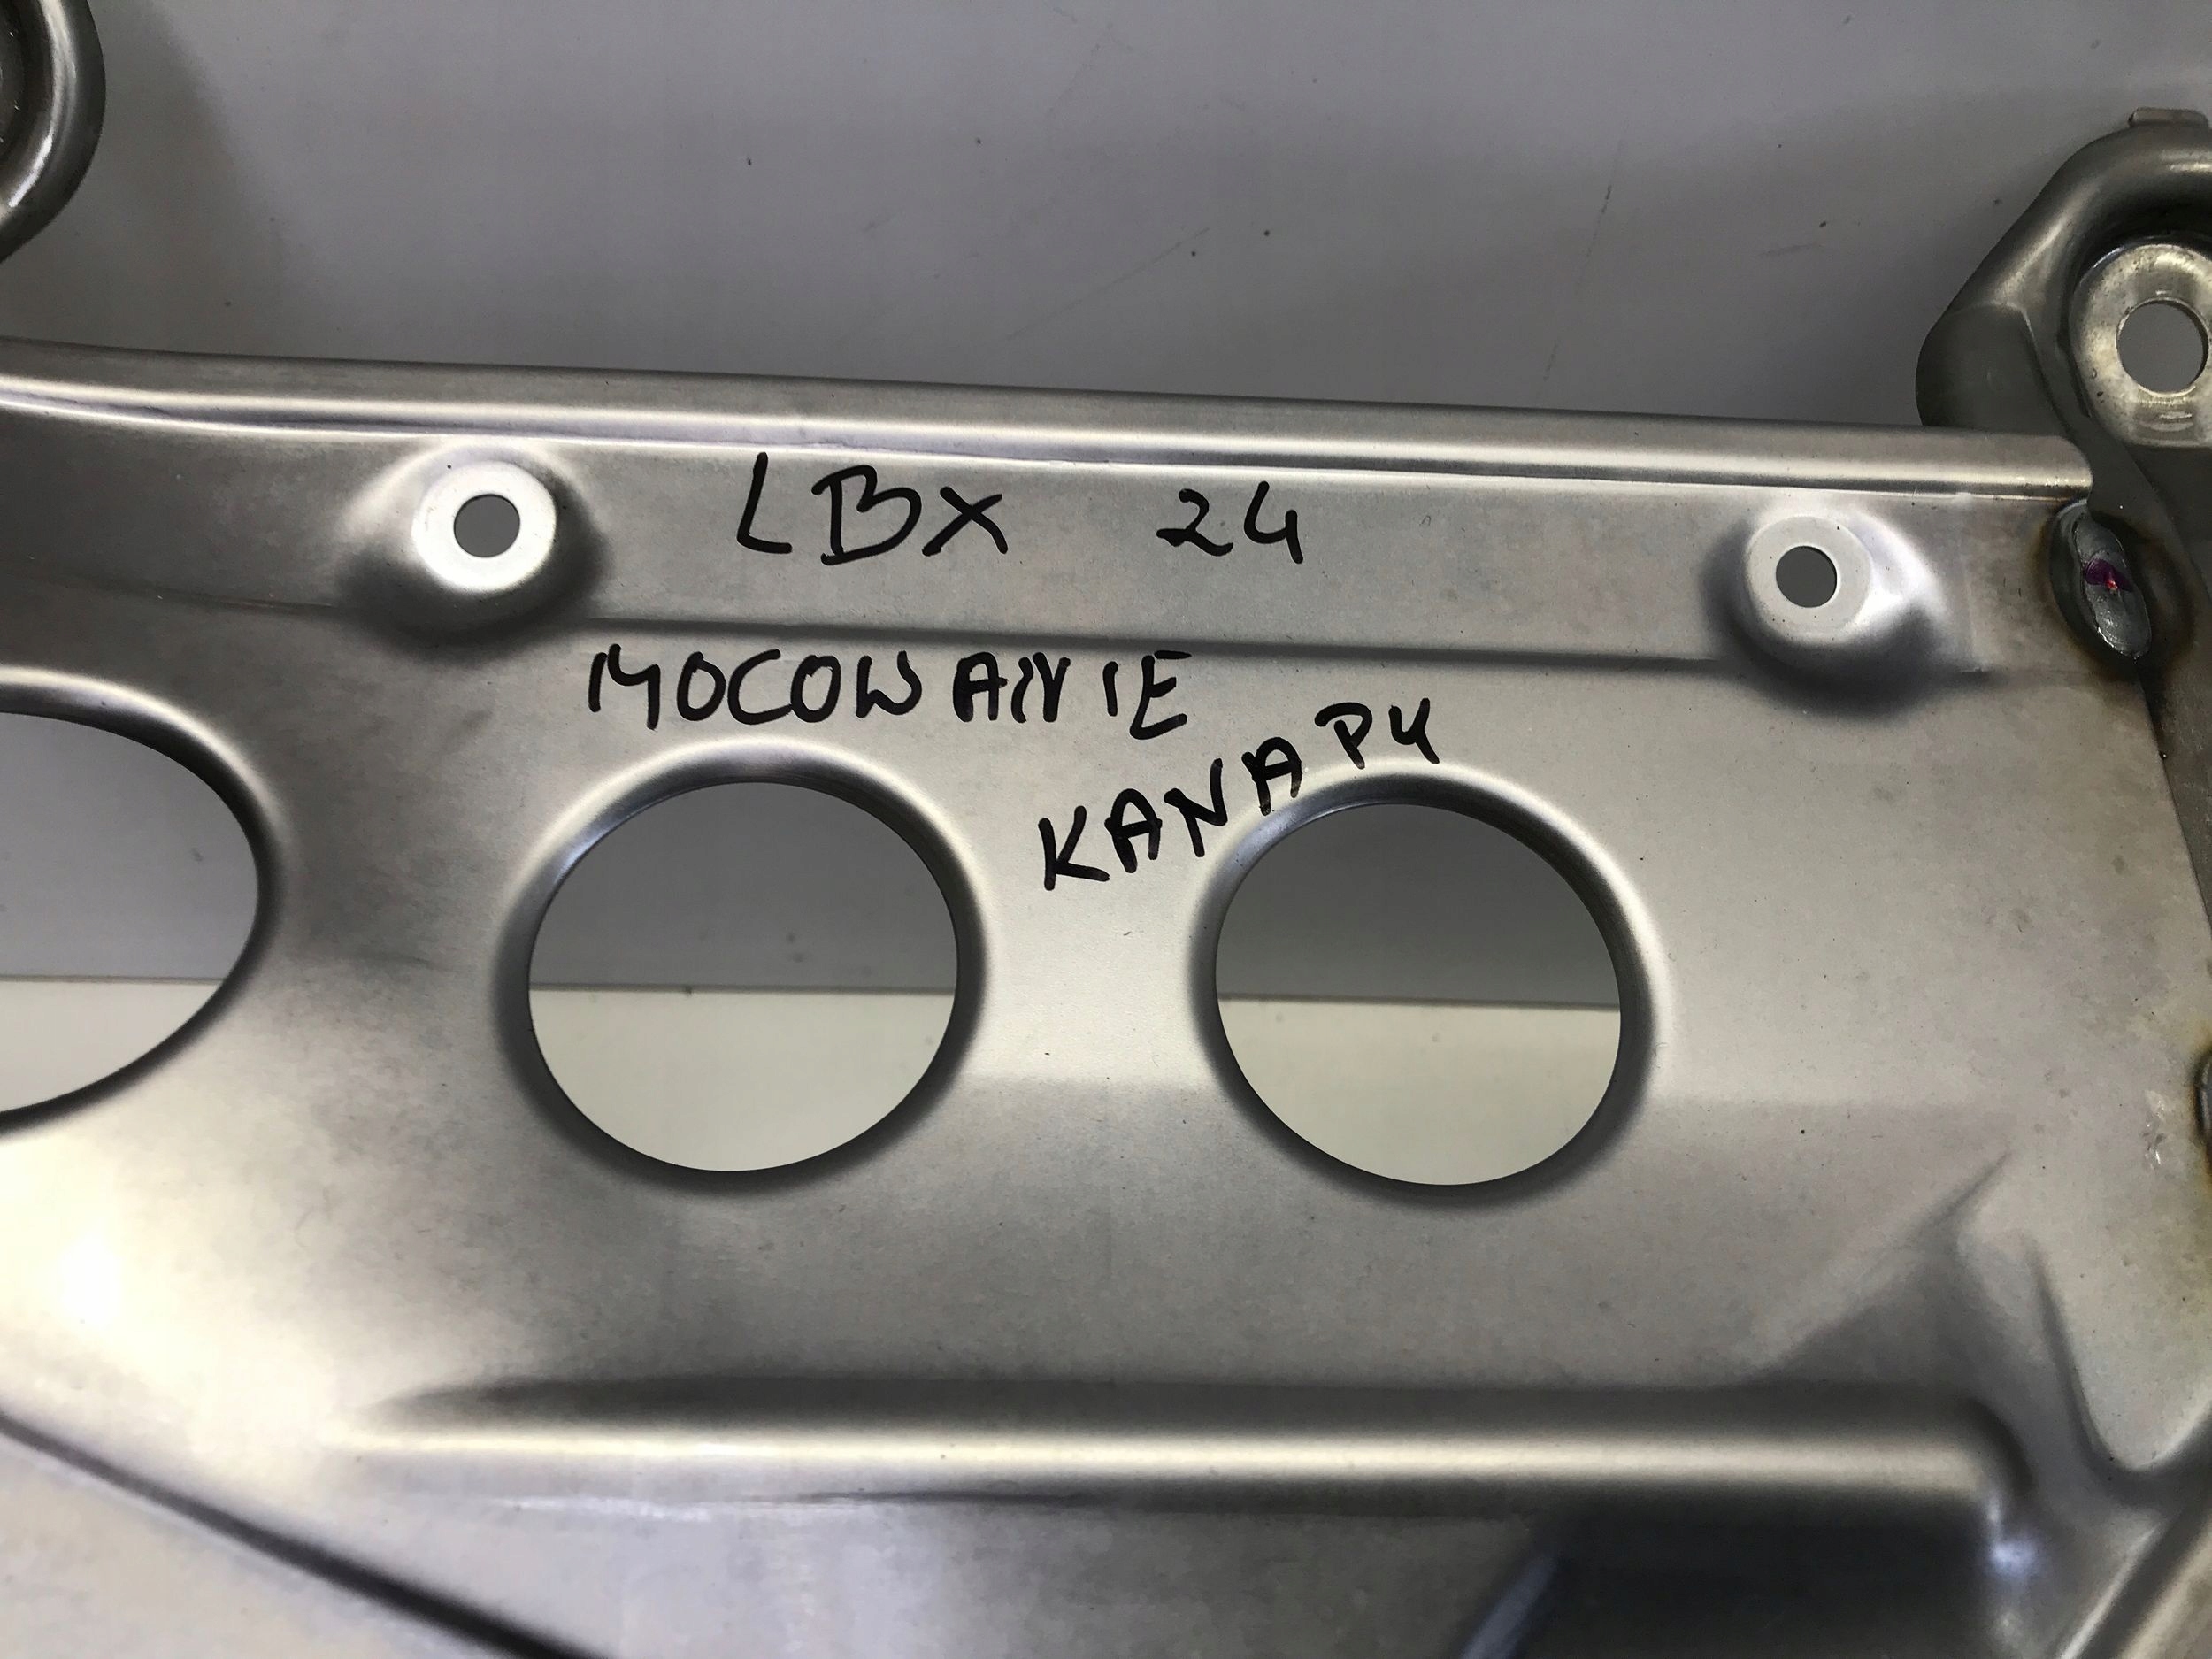 LBX 24
MOCOWANIE
KANAPY